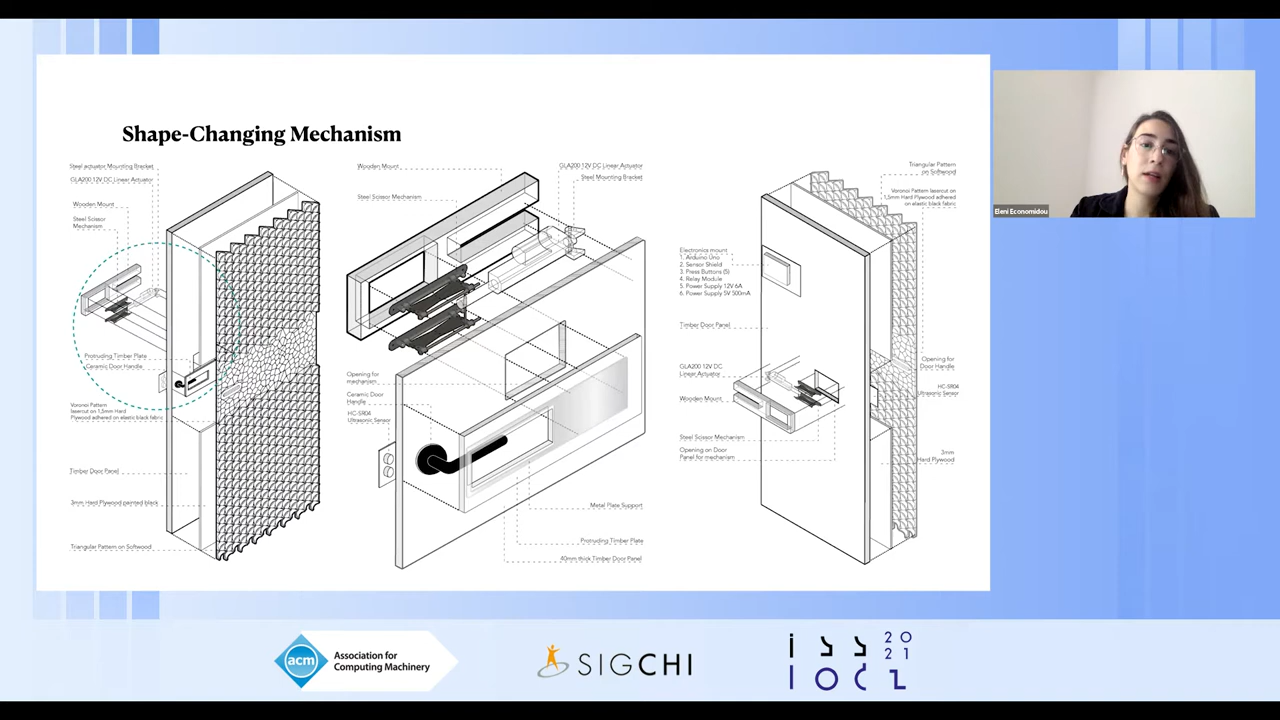 Shape-Changing Mechanism
Steel actuator Mounting Bracket
GLA200 12V DC Linear Actuator
Wooden Mount
Steel Scissor
Mechanism
Protruding Timber Plate
Ceramic Door Handle
Voronoi Pattern
lasercut on 1,5mm Hard
Plywood adhered on elastic black fabric
Timber Door Panel
3mm Hard Plywood painted black
Triangular Pattern on Softwood
Wooden Mount
Steel Scissor Mechanism
GLA200 12V DC Linear Actuator
Steel Mounting Bracket
Opening for
mechanism
Ceramic Door
Handle
HC-SR04
Ultrasonic Sensor
Metal Plate Support
Protruding Timber Plate
40mm thick Timber Door Panel
Triangular Pattern
on Softwood
Voronoi Pattern lasercut on
1,5mm Hard Plywood adhered
on elastic black fabric
Electronics mount
1. Arduino Uno
2. Sensor Shield
3. Press Buttons (5)
4. Relay Module
5. Power Supply 12V 6A
6. Power Supply 5V 500mA
Timber Door Panel
GLA200 12V DC
Linear Actuator
Wooden Mount
Steel Scissor Mechanism
Opening on Door
Panel for mechanism
Opening for
Door Handle
HC-SR04
Ultrasonic Sensor
3mm
Hard Plywood
Eleni Economidou
acm
Association for
Computing Machinery
SIGCHI
iss
20
21